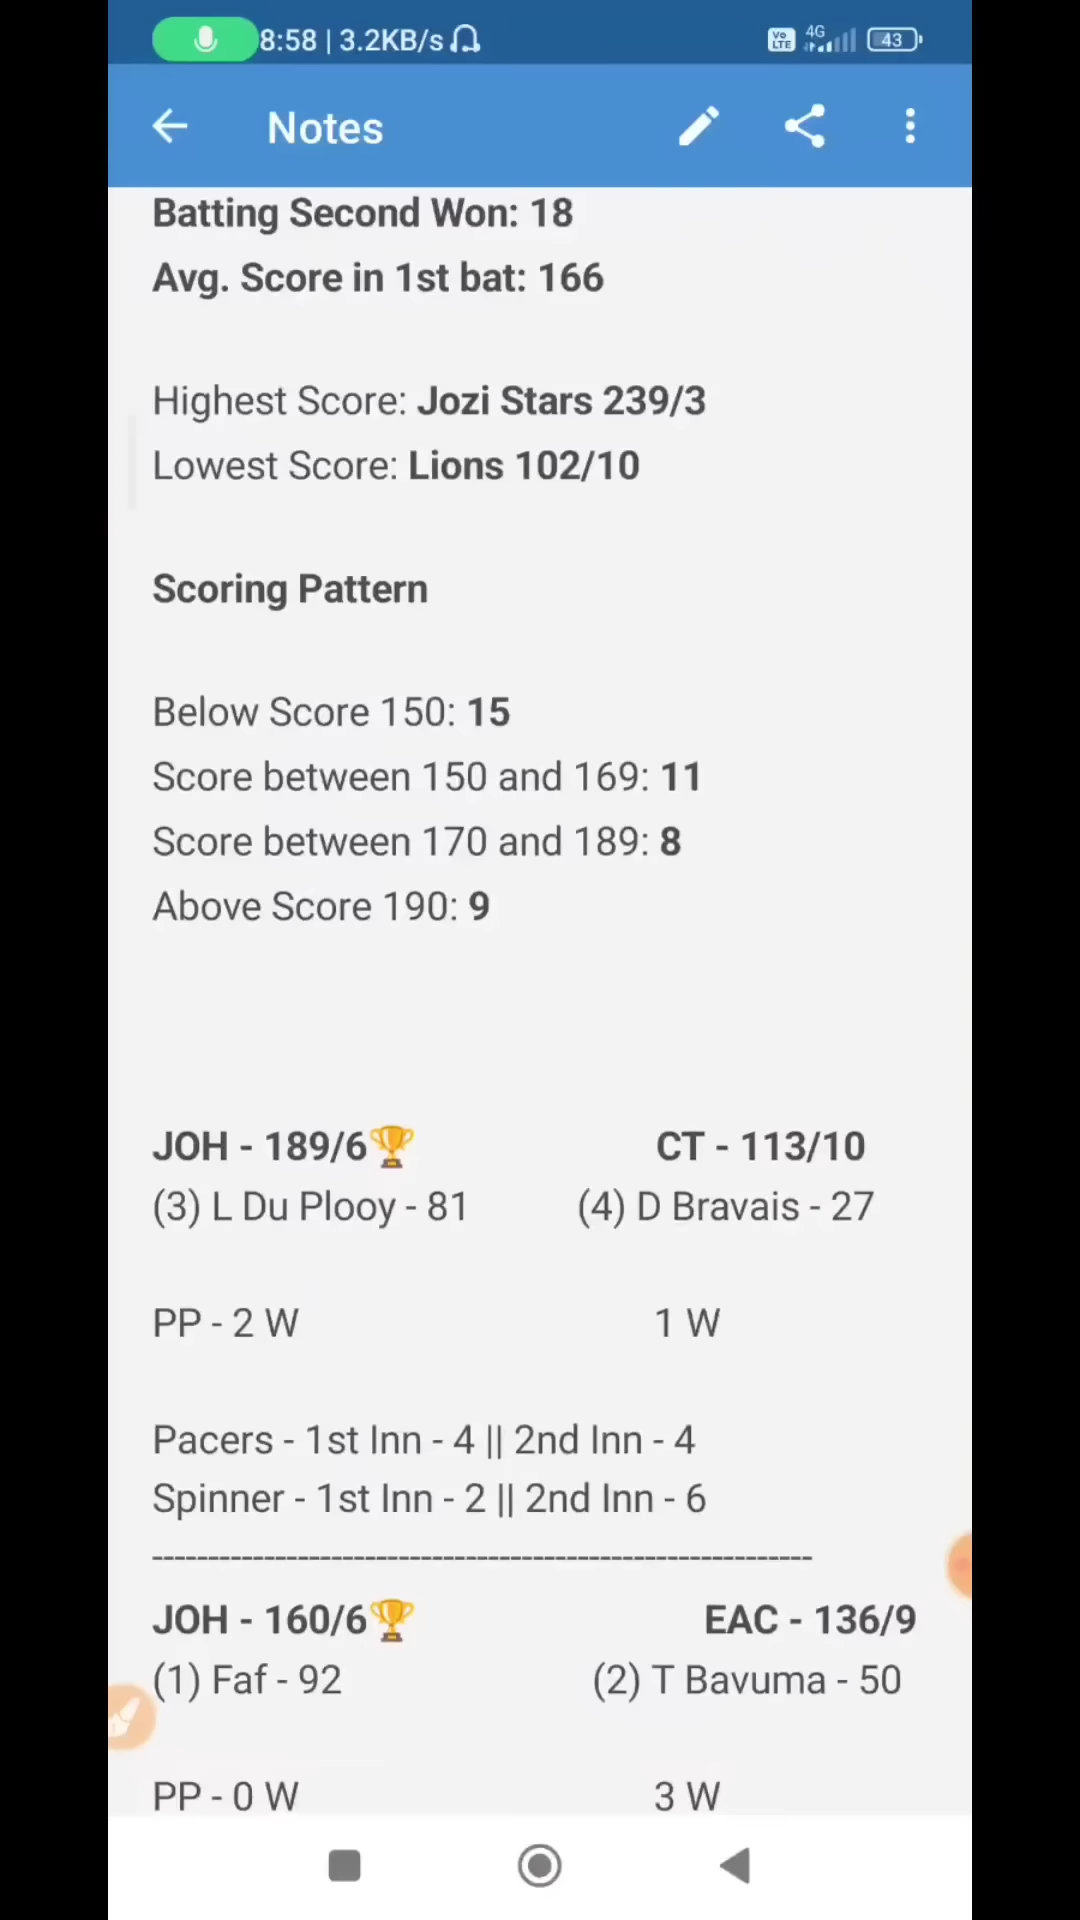 8:58 | 3.2KB/s Vo LTE 4G 43
Notes
Batting Second Won: 18
Avg. Score in 1st bat: 166
Highest Score: Jozi Stars 239/3
Lowest Score: Lions 102/10
Scoring Pattern
Below Score 150: 15
Score between 150 and 169: 11
Score between 170 and 189: 8
Above Score 190: 9
JOH - 189/6🏆 CT - 113/10
(3) L Du Plooy - 81 (4) D Bravais - 27
PP - 2 W 1 W
Pacers - 1st Inn - 4 || 2nd Inn - 4
Spinner - 1st Inn - 2 || 2nd Inn - 6
------------------------------------------------------------
JOH - 160/6🏆 EAC - 136/9
(1) Faf - 92 (2) T Bavuma - 50
PP - 0 W 3 W